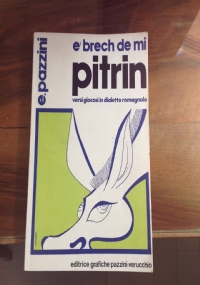 e. pazzini
e' brech de mi
pitrin
versi giocosi in dialetto romagnolo
editrice grafiche pazzini-verucchio